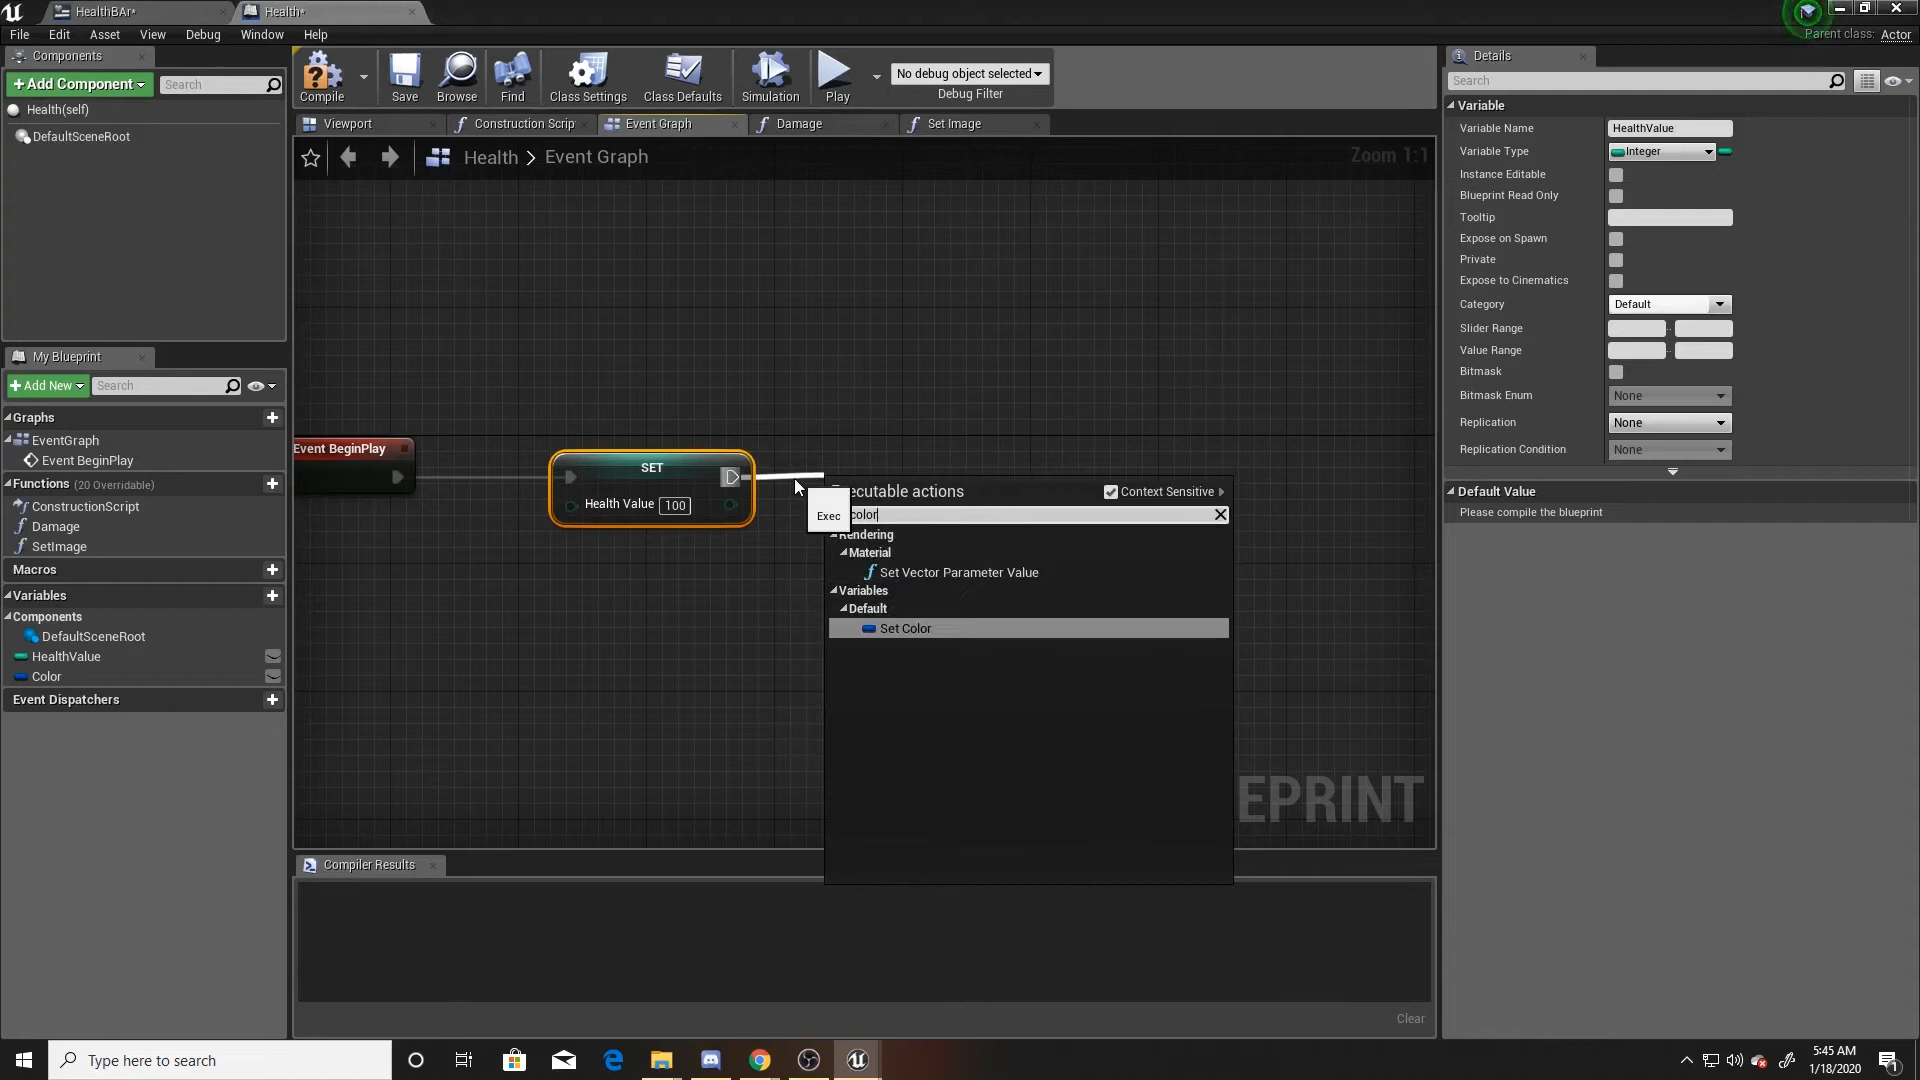 HealthBAr*
Health*
Parent class: Actor
File Edit Asset View Debug Window Help
Components
+Add Component
Search
Health(self)
DefaultSceneRoot
Compile
Save
Browse
Find
Class Settings
Class Defaults
Simulation
Play
No debug object selected
Debug Filter
Viewport
Construction Scrip
Event Graph
Damage
Set Image
Health > Event Graph
Zoom 1:1
My Blueprint
+Add New
Search
Graphs
EventGraph
Event BeginPlay
Functions (20 Overridable)
ConstructionScript
Damage
SetImage
Macros
Variables
Components
DefaultSceneRoot
HealthValue
Color
Event Dispatchers
Event BeginPlay
SET
Health Value 100
Exec
ecutable actions
Context Sensitive
color
Rendering
Material
Set Vector Parameter Value
Variables
Default
Set Color
EPRINT
Compiler Results
Clear
Details
Search
Variable
Variable Name HealthValue
Variable Type Integer
Instance Editable
Blueprint Read Only
Tooltip
Expose on Spawn
Private
Expose to Cinematics
Category Default
Slider Range
Value Range
Bitmask
Bitmask Enum None
Replication None
Replication Condition None
Default Value
Please compile the blueprint
Type here to search
5:45 AM
1/18/2020
1